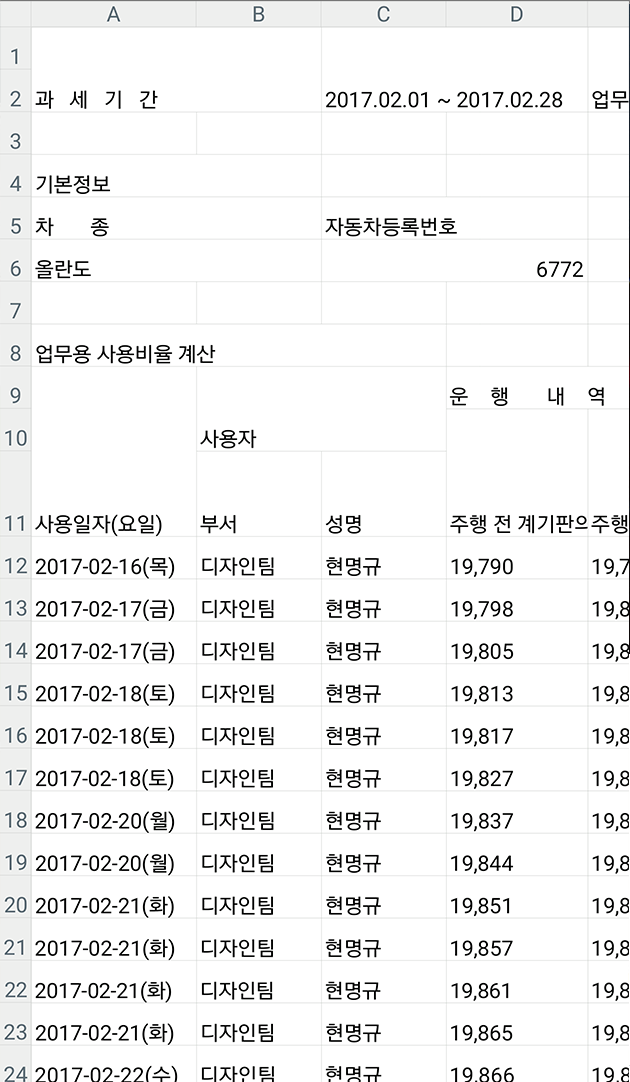 A B C D
1
2 과 세 기 간 2017.02.01 ~ 2017.02.28 업무
3
4 기본정보
5 차 종 자동차등록번호
6 올란도 6772
7
8 업무용 사용비율 계산
9 운 행 내 역
10 사용자
11 사용일자(요일) 부서 성명 주행 전 계기판의 주행
12 2017-02-16(목) 디자인팀 현명규 19,790 19,7
13 2017-02-17(금) 디자인팀 현명규 19,798 19,8
14 2017-02-17(금) 디자인팀 현명규 19,805 19,8
15 2017-02-18(토) 디자인팀 현명규 19,813 19,8
16 2017-02-18(토) 디자인팀 현명규 19,817 19,8
17 2017-02-18(토) 디자인팀 현명규 19,827 19,8
18 2017-02-20(월) 디자인팀 현명규 19,837 19,8
19 2017-02-20(월) 디자인팀 현명규 19,844 19,8
20 2017-02-21(화) 디자인팀 현명규 19,851 19,8
21 2017-02-21(화) 디자인팀 현명규 19,857 19,8
22 2017-02-21(화) 디자인팀 현명규 19,861 19,8
23 2017-02-21(화) 디자인팀 현명규 19,865 19,8
24 2017-02-22(수) 디자인팀 현명규 19,866 19,8